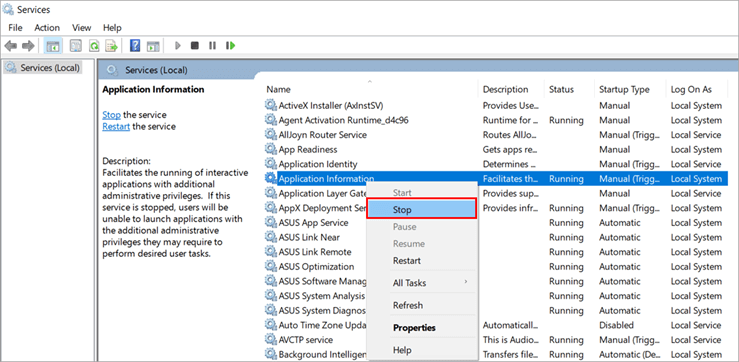 Services
File Action View Help
Services (Local)
Services (Local)
Application Information
Stop the service
Restart the service
Description:
Facilitates the running of interactive
applications with additional
administrative privileges. If this
service is stopped, users will be
unable to launch applications with
the additional administrative
privileges they may require to
perform desired user tasks.
Name Description Status Startup Type Log On As
ActiveX Installer (AxInstSV) Provides Use... Manual Local System
Agent Activation Runtime_d4c96 Runtime for ... Running Manual Local System
AllJoyn Router Service Routes AllJo... Manual (Trigg... Local Service
App Readiness Gets apps re... Manual Local System
Application Identity Determines ... Manual (Trigg... Local Service
Application Information Facilitates th... Running Manual (Trigg... Local System
Application Layer Gate Provides sup... Manual Local Service
AppX Deployment Ser Provides infr... Running Manual (Trigg... Local System
ASUS App Service Running Automatic Local System
ASUS Link Near Running Automatic Local System
ASUS Link Remote Running Automatic Local System
ASUS Optimization Running Automatic Local System
ASUS Software Manag Running Automatic Local System
ASUS System Analysis Running Automatic Local System
ASUS System Diagnos Running Automatic Local System
Auto Time Zone Upda Automaticall... Disabled Local Service
AVCTP service This is Audio... Running Manual (Trigg... Local Service
Background Intelligen Transfers files... Automatic (De... Local System
Start
Stop
Pause
Resume
Restart
All Tasks
Refresh
Properties
Help